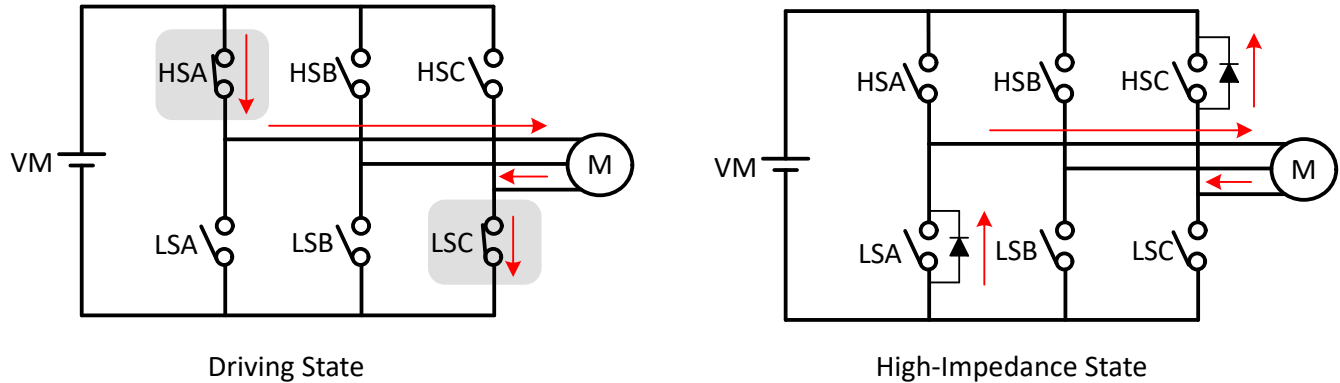 HSA
HSB
HSC
VM
M
LSA
LSB
LSC
Driving State
HSA
HSB
HSC
VM
M
LSA
LSB
LSC
High-Impedance State